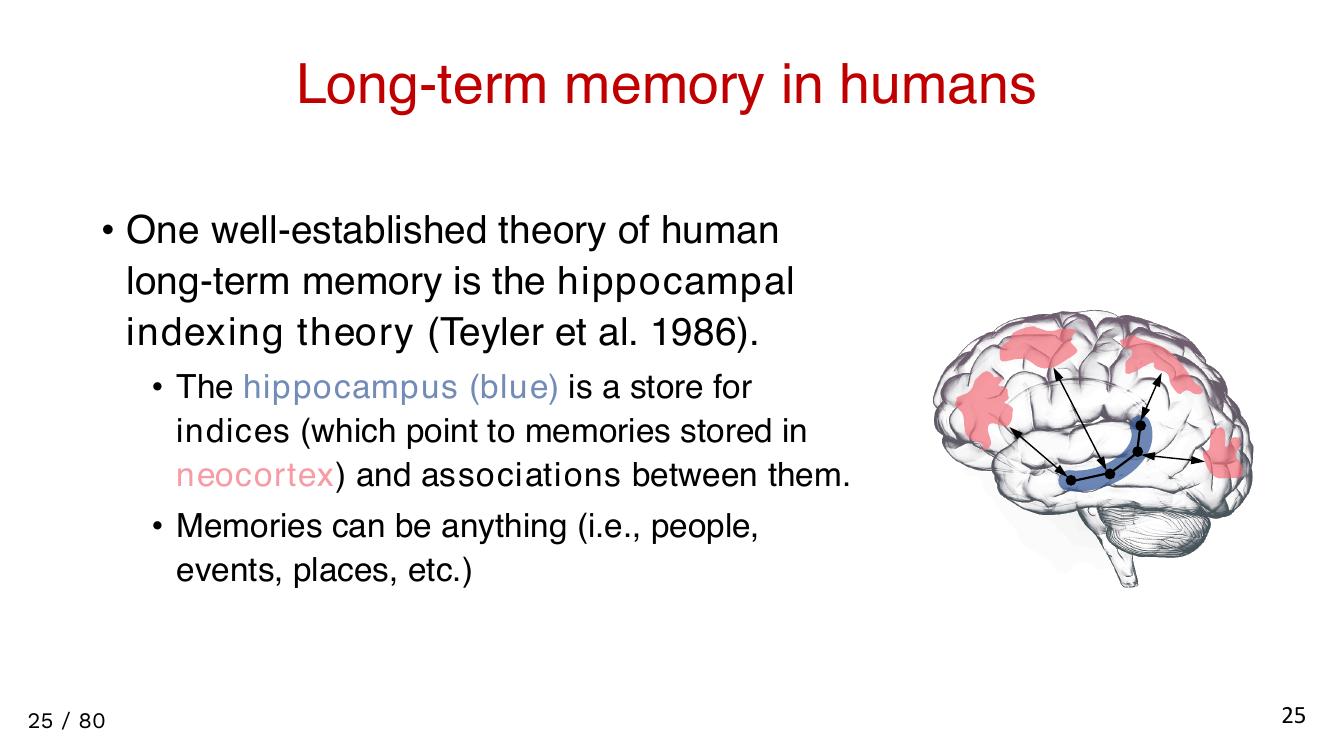 Long-term memory in humans
• One well-established theory of human
long-term memory is the hippocampal
indexing theory (Teyler et al. 1986).
• The hippocampus (blue) is a store for
indices (which point to memories stored in
neocortex) and associations between them.
• Memories can be anything (i.e., people,
events, places, etc.)
25 / 80
25